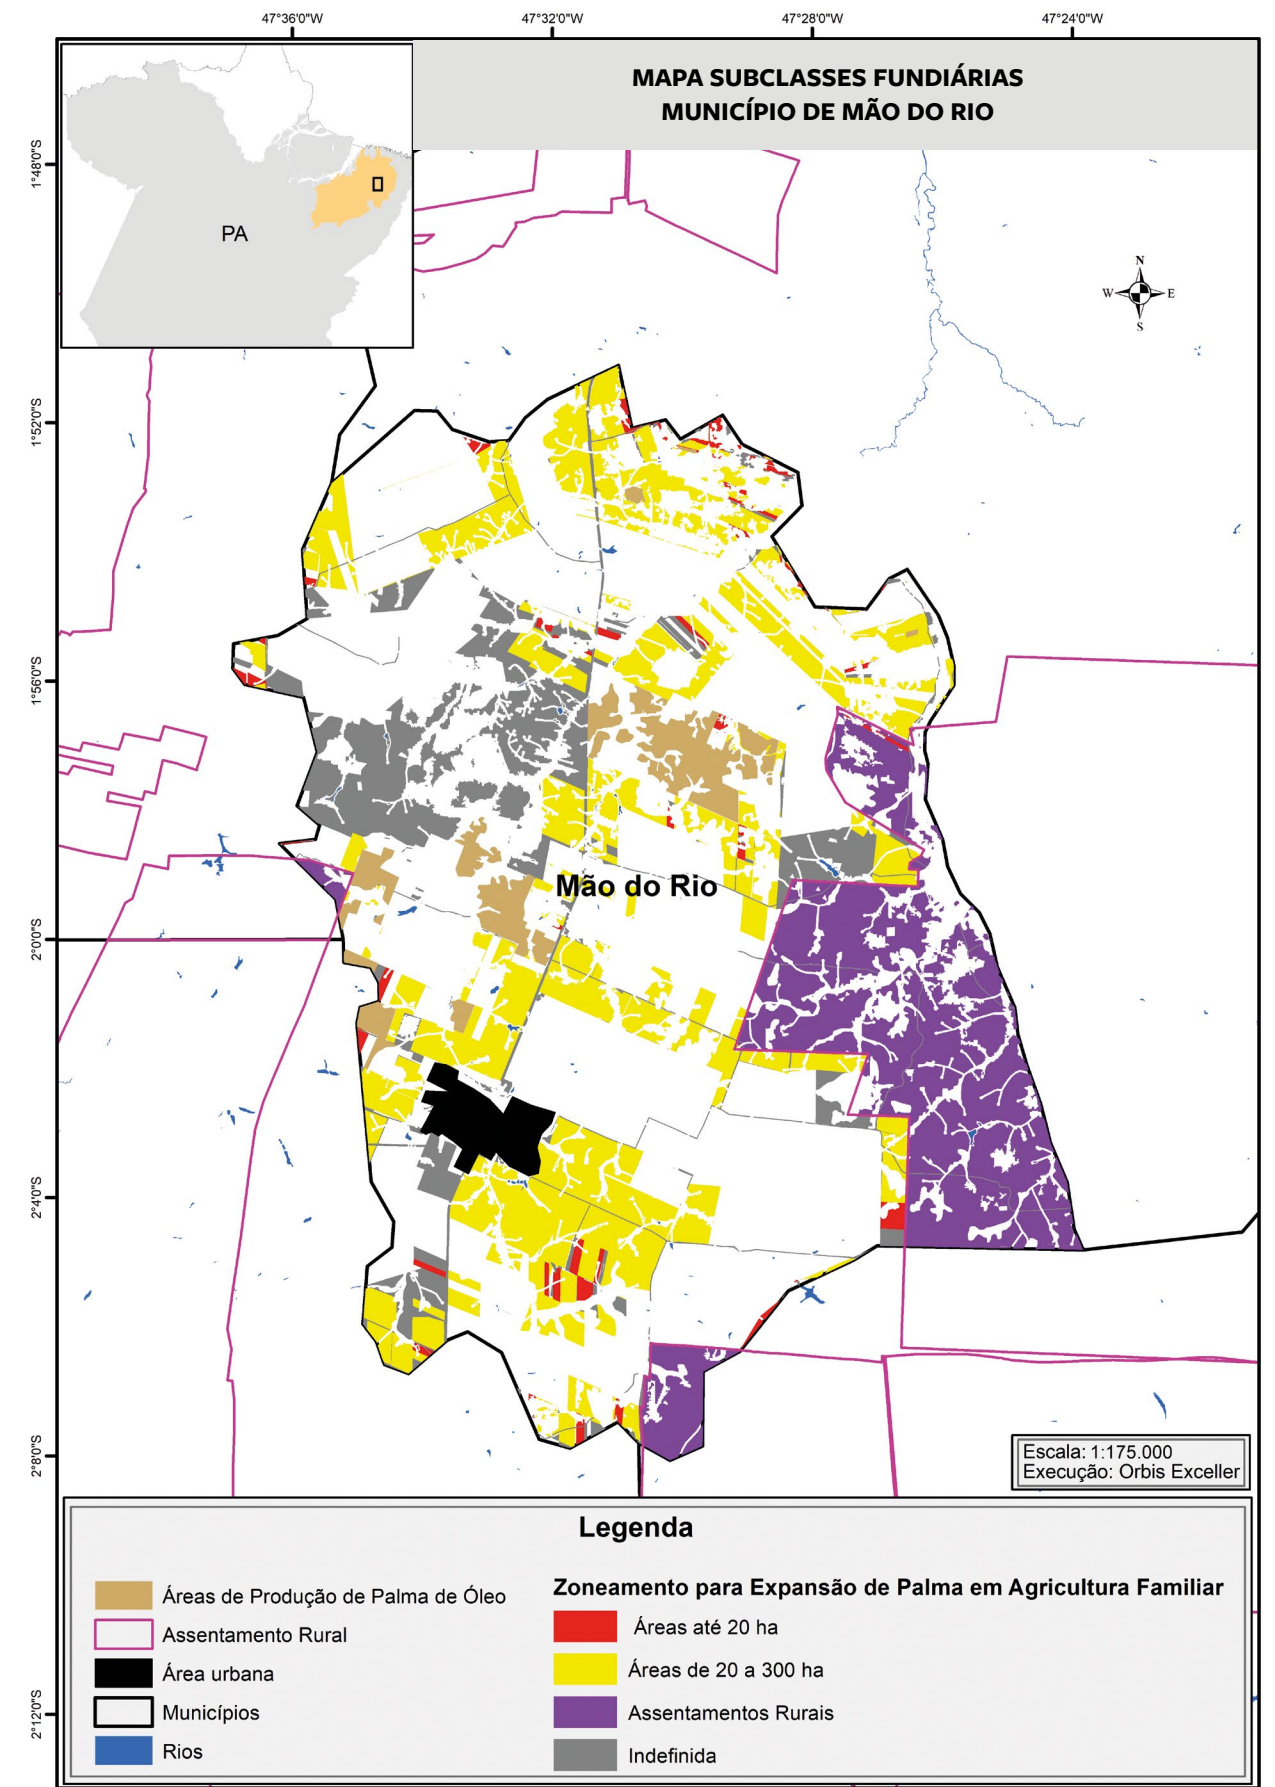 47°36'0"W 47°32'0"W 47°28'0"W 47°24'0"W
MAPA SUBCLASSES FUNDIÁRIAS
MUNICÍPIO DE MÃO DO RIO
PA
N
W E
S
1°48'0"S
1°52'0"S
1°56'0"S
2°0'0"S
2°4'0"S
2°8'0"S
2°12'0"S
Mão do Rio
Escala: 1:175.000
Execução: Orbis Exceller
Legenda
Áreas de Produção de Palma de Óleo
Assentamento Rural
Área urbana
Municípios
Rios
Zoneamento para Expansão de Palma em Agricultura Familiar
Áreas até 20 ha
Áreas de 20 a 300 ha
Assentamentos Rurais
Indefinida